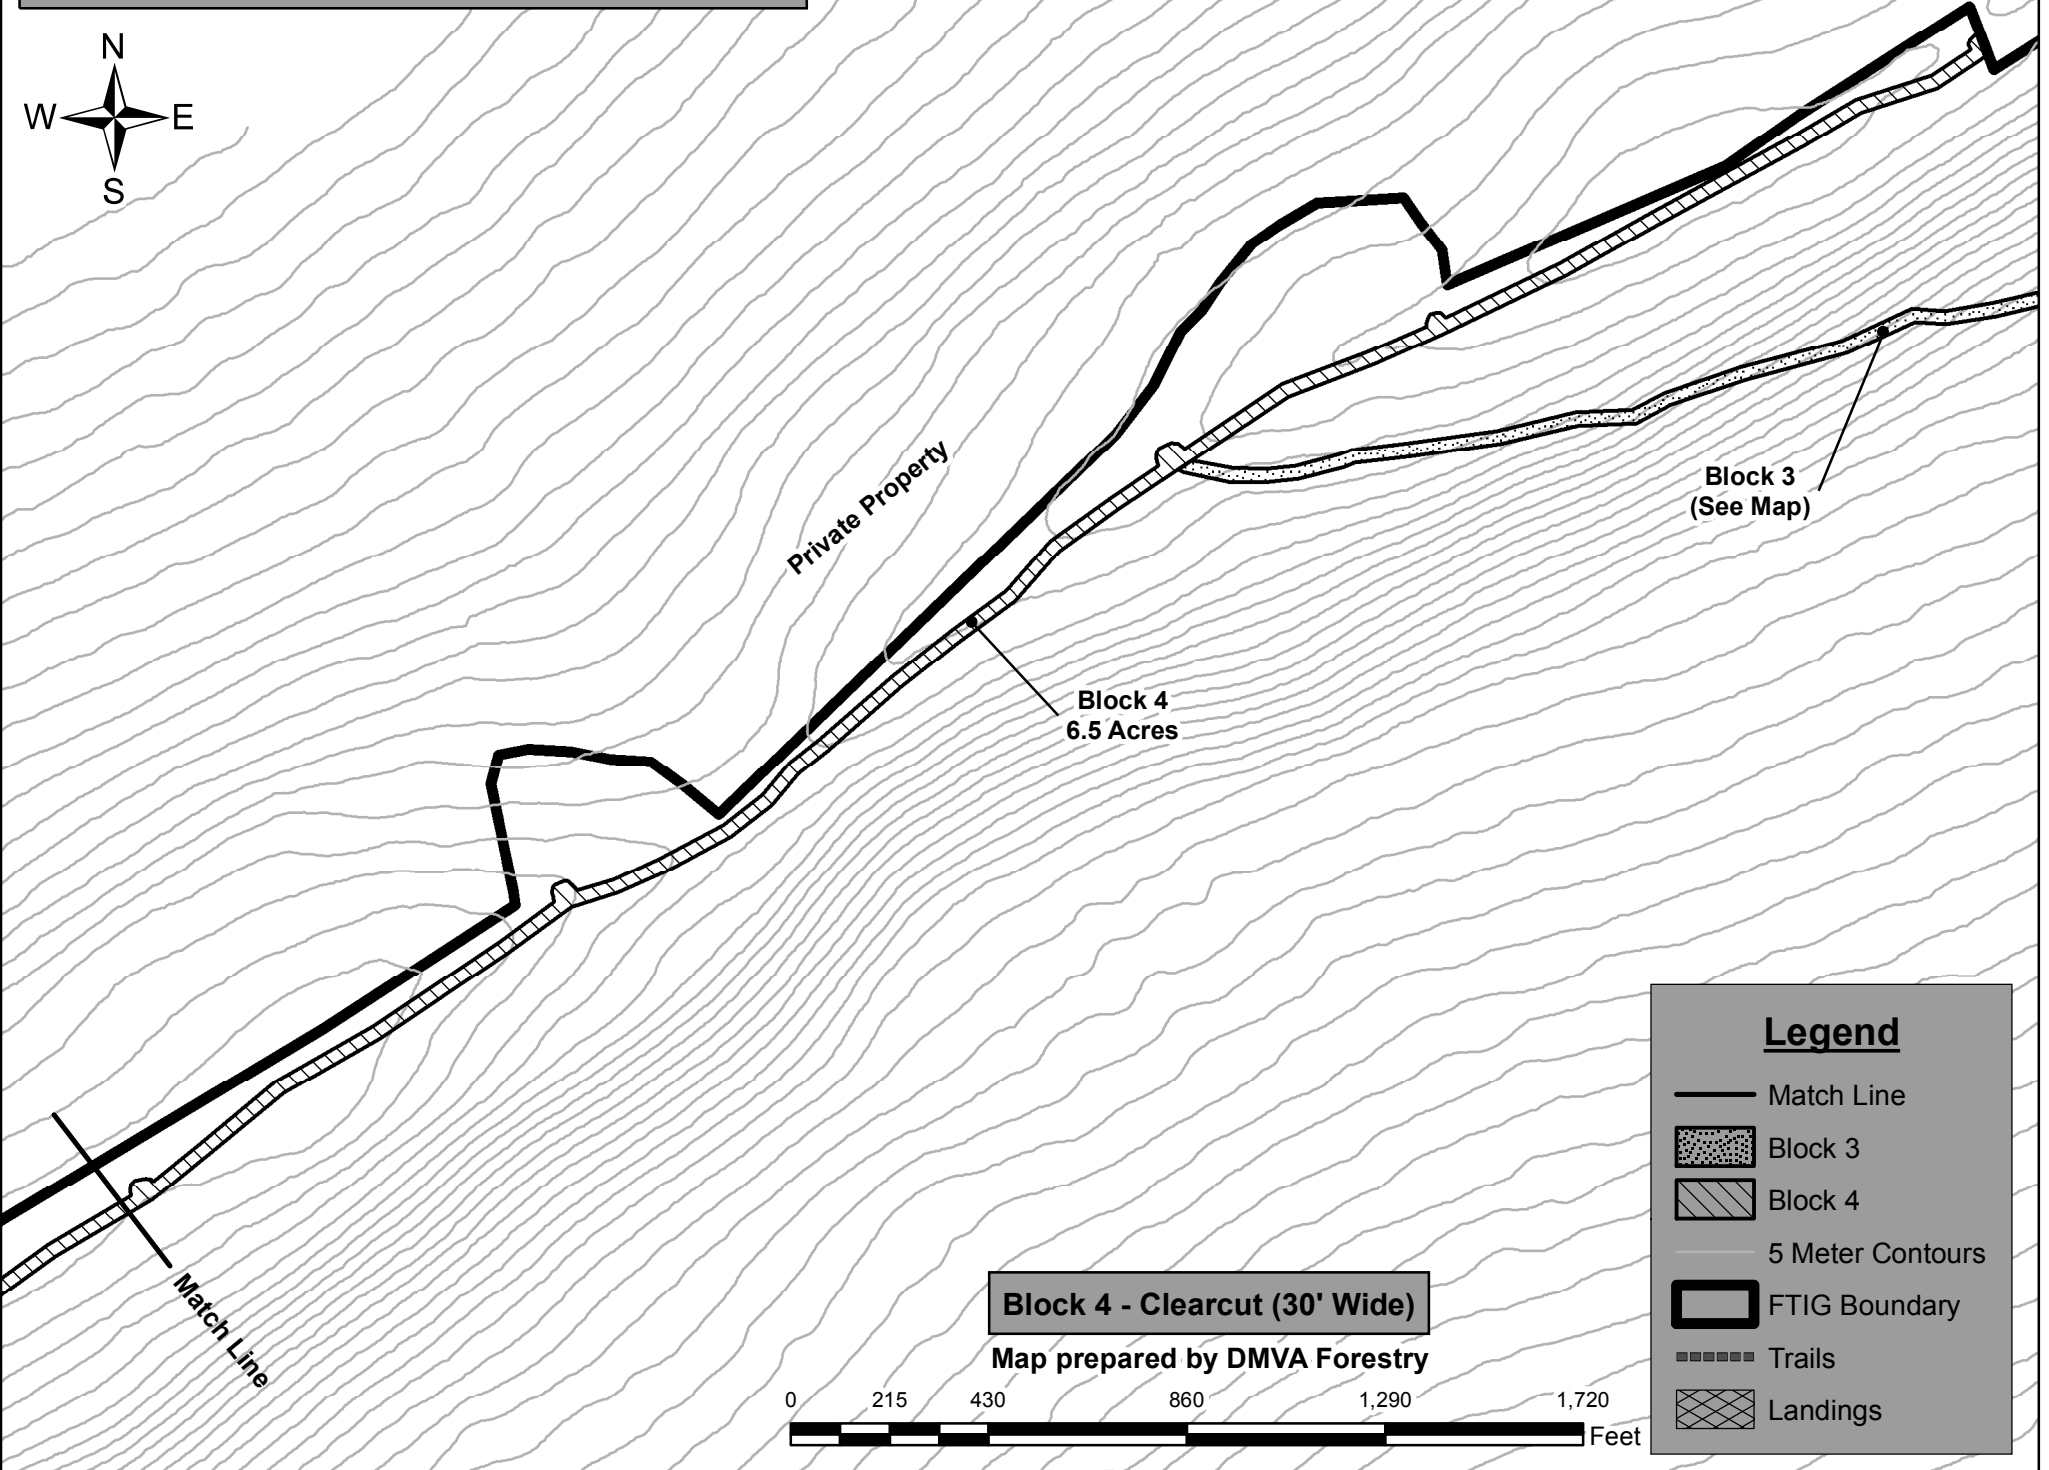 N
W E
S
Private Property
Block 3
(See Map)
Block 4
6.5 Acres
Match Line
Block 4 - Clearcut (30' Wide)
Map prepared by DMVA Forestry
0 215 430 860 1,290 1,720
Feet
Legend
Match Line
Block 3
Block 4
5 Meter Contours
FTIG Boundary
Trails
Landings